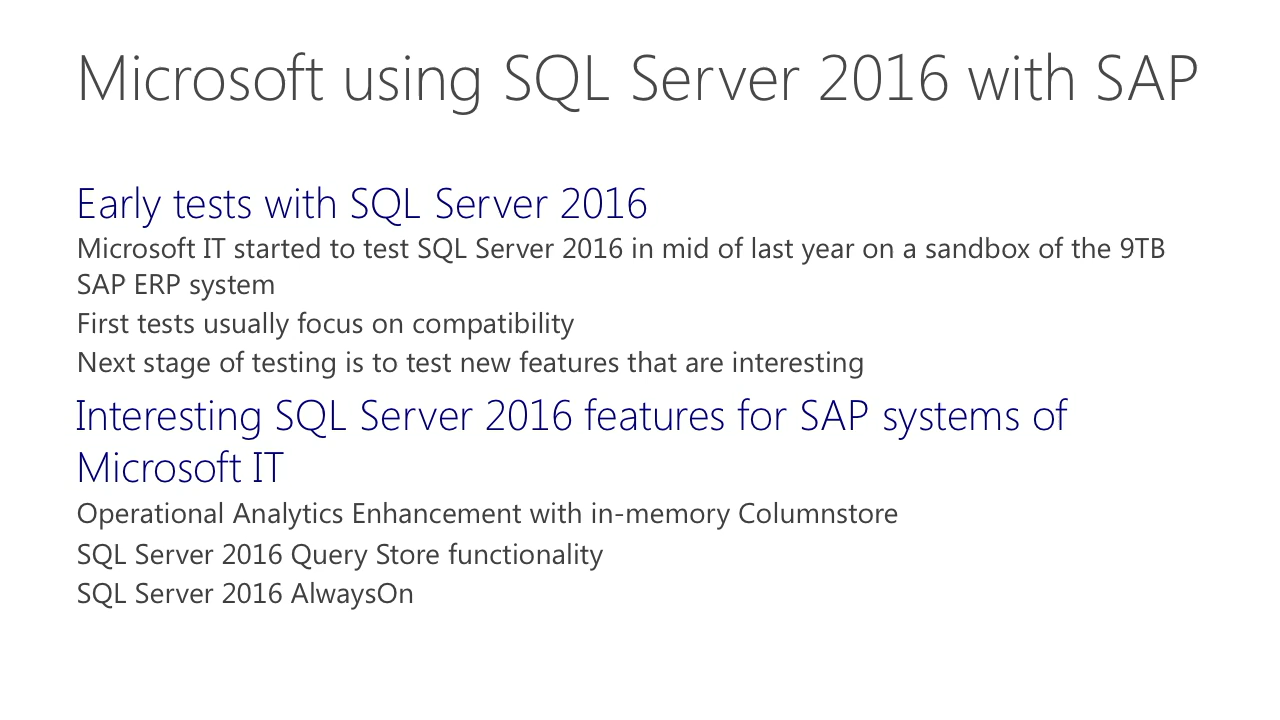 Microsoft using SQL Server 2016 with SAP
Early tests with SQL Server 2016
Microsoft IT started to test SQL Server 2016 in mid of last year on a sandbox of the 9TB
SAP ERP system
First tests usually focus on compatibility
Next stage of testing is to test new features that are interesting
Interesting SQL Server 2016 features for SAP systems of
Microsoft IT
Operational Analytics Enhancement with in-memory Columnstore
SQL Server 2016 Query Store functionality
SQL Server 2016 AlwaysOn